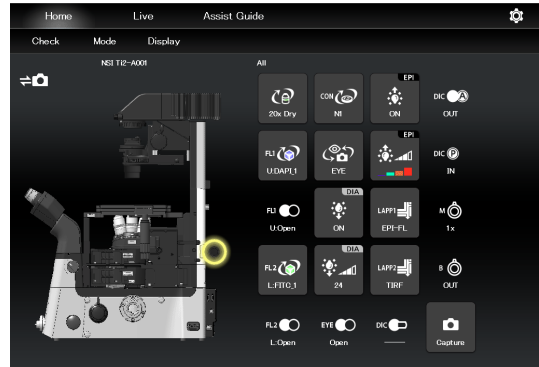 Home Live Assist Guide
Check Mode Display
NSI Ti2-A001
All
20x Dry
CON
N1
EPI
ON
DIC A
OUT
FL1
U:DAPI_1
EYE
EPI
DIC P
IN
FL1
U:Open
DIA
ON
LAPP1
EPI-FL
M
1x
FL2
L:FITC_1
DIA
24
LAPP2
TIRF
B
OUT
FL2
L:Open
EYE
Open
DIC
Capture